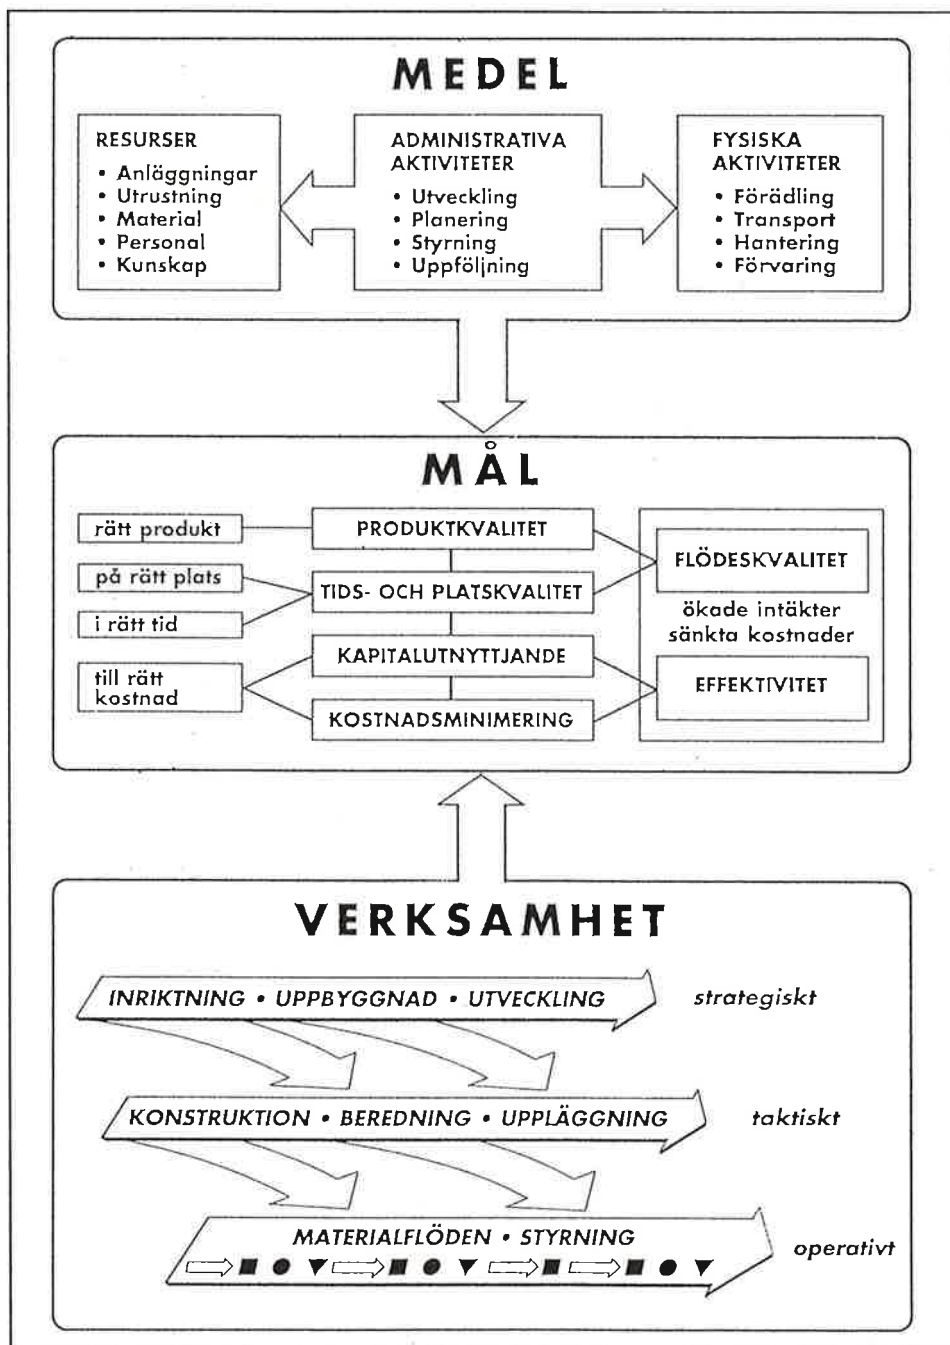 MEDEL
RESURSER
• Anläggningar
• Utrustning
• Material
• Personal
• Kunskap
ADMINISTRATIVA
AKTIVITETER
• Utveckling
• Planering
• Styrning
• Uppföljning
FYSISKA
AKTIVITETER
• Förädling
• Transport
• Hantering
• Förvaring
MÅL
rätt produkt
på rätt plats
i rätt tid
till rätt
kostnad
PRODUKTKVALITET
TIDS- OCH PLATSKVALITET
KAPITALUTNYTTJANDE
KOSTNADSMINIMERING
FLÖDESKVALITET
ökade intäkter
sänkta kostnader
EFFEKTIVITET
VERKSAMHET
INRIKTNING • UPPBYGGNAD • UTVECKLING
strategiskt
KONSTRUKTION • BEREDNING • UPPLÄGGNING
taktiskt
MATERIALFLÖDEN • STYRNING
operativt